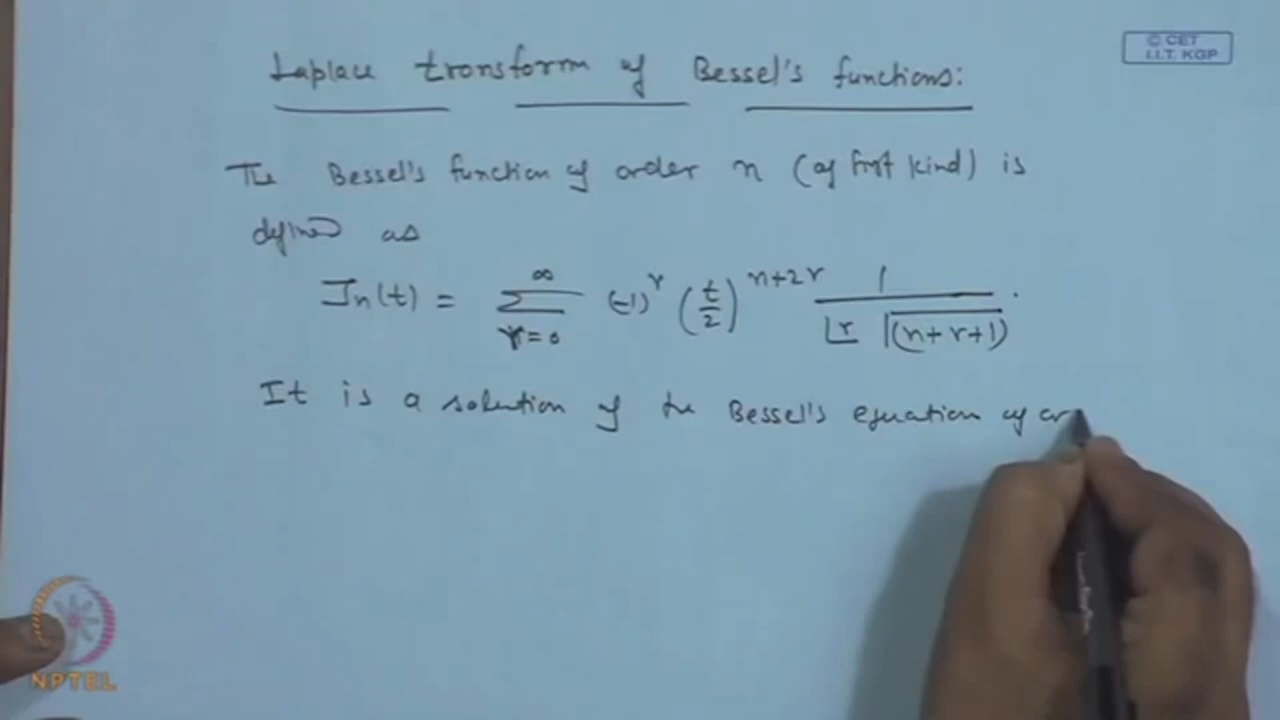 © CET
I.I.T. KGP
Laplace transform of Bessel's functions:
The Bessel's function of order n (of first kind) is
defined as
Jn(t) = ∑_{r=0}^{∞} (-1)^r (t/2)^{n+2r} 1 / (⌊r Γ(n+r+1)).
It is a solution of the Bessel's equation of or
NPTEL